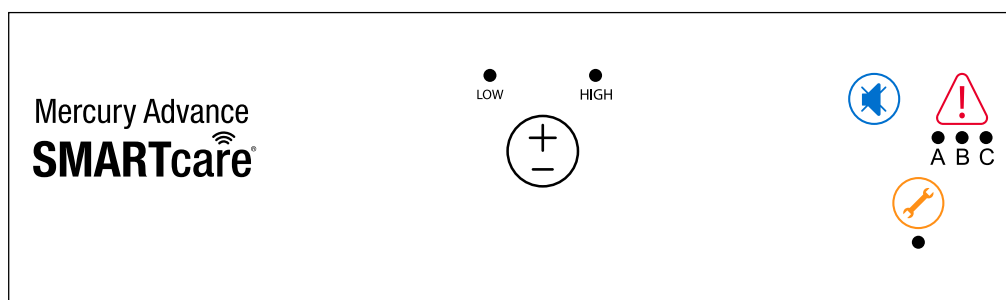 Mercury Advance
SMARTcare®
LOW HIGH
+
−
!
A B C